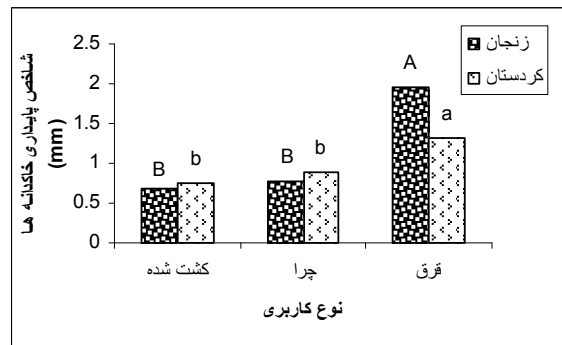 شاخص پایداری خاکدانه ها
(mm)
2.5
2
1.5
1
0.5
0
B
b
B
b
A
a
زنجان
کردستان
کشت شده
چرا
قرق
نوع کاربری